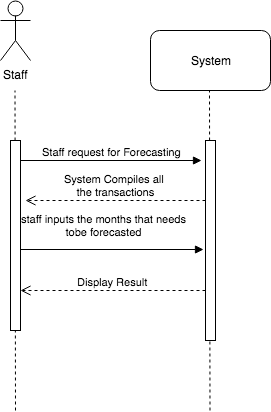 Staff
System
Staff request for Forecasting
System Compiles all
the transactions
staff inputs the months that needs
tobe forecasted
Display Result